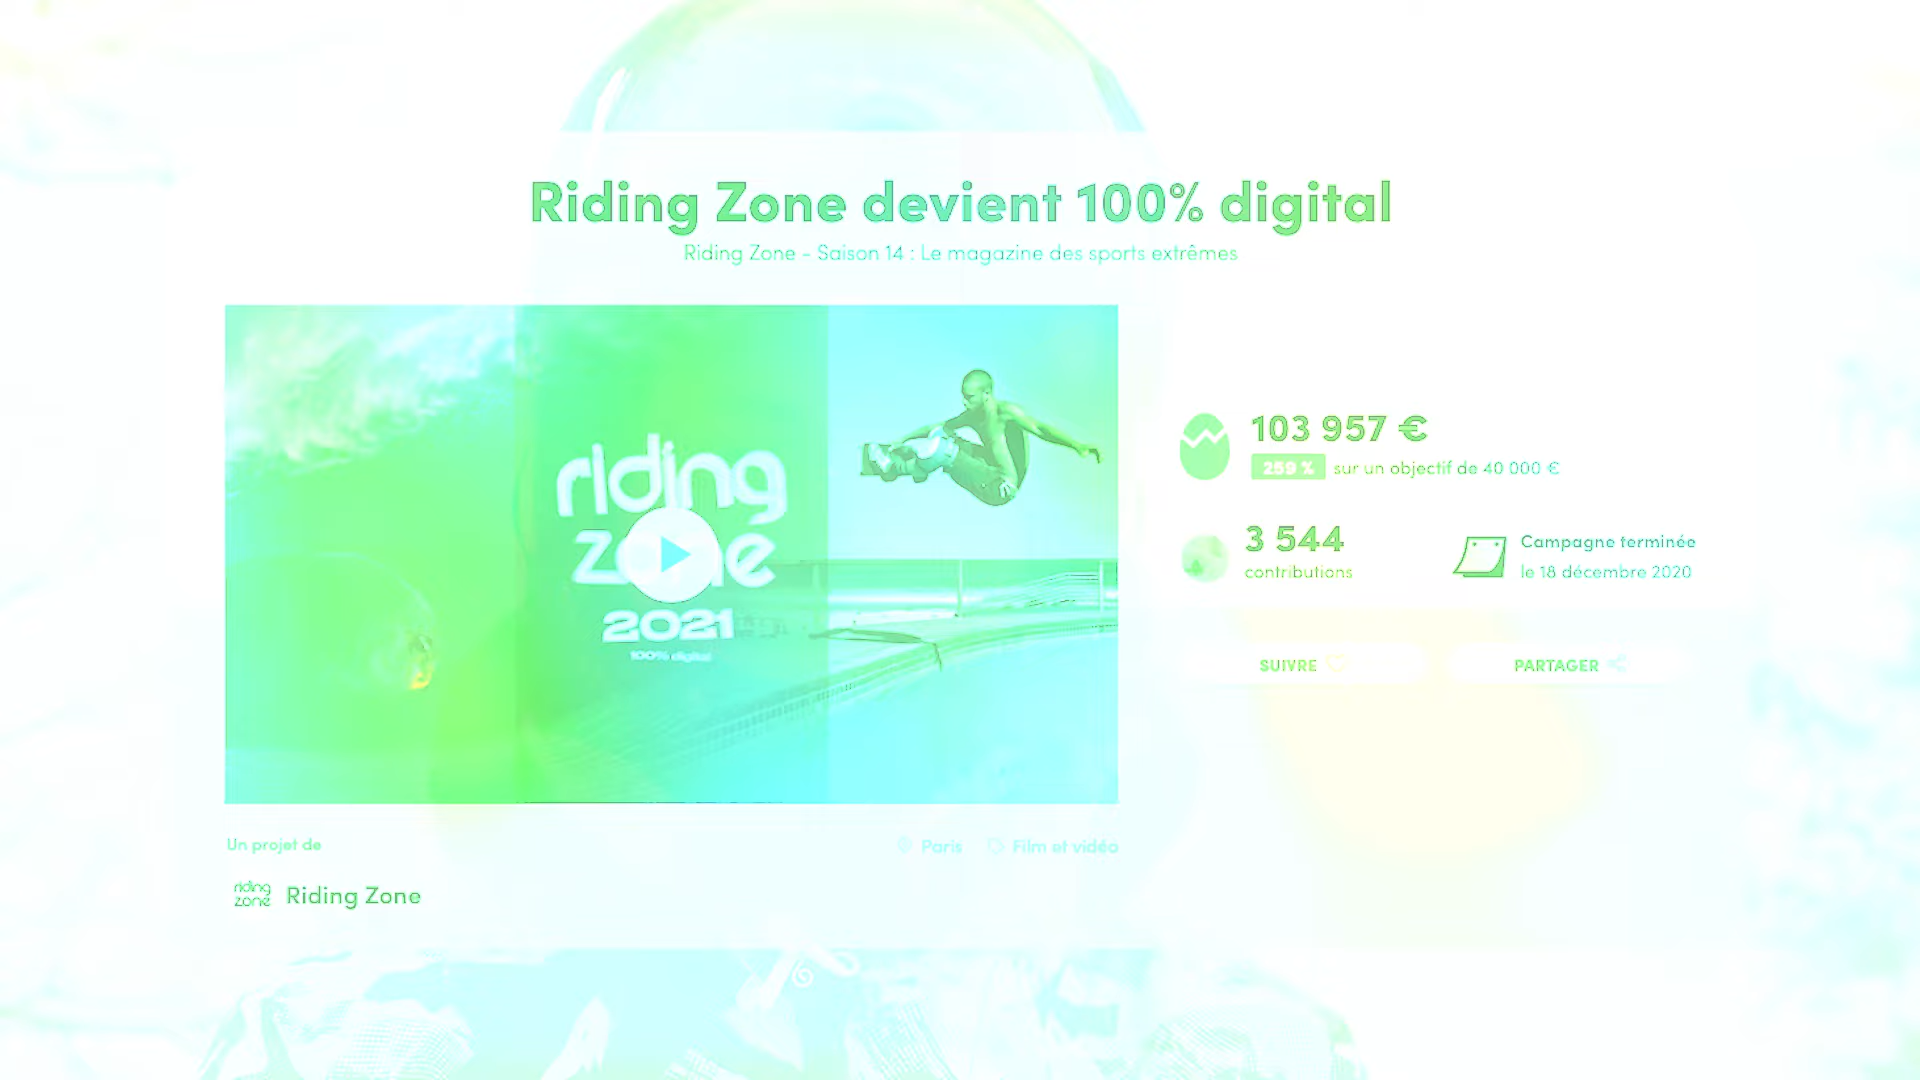 Riding Zone devient 100% digital
Riding Zone - Saison 14 : Le magazine des sports extrêmes
riding
zone
2021
100% digital
103 957 €
259 % sur un objectif de 40 000 €
3 544
contributions
Campagne terminée
le 18 décembre 2020
SUIVRE
PARTAGER
Un projet de
Paris
Film et vidéo
riding
zone
Riding Zone